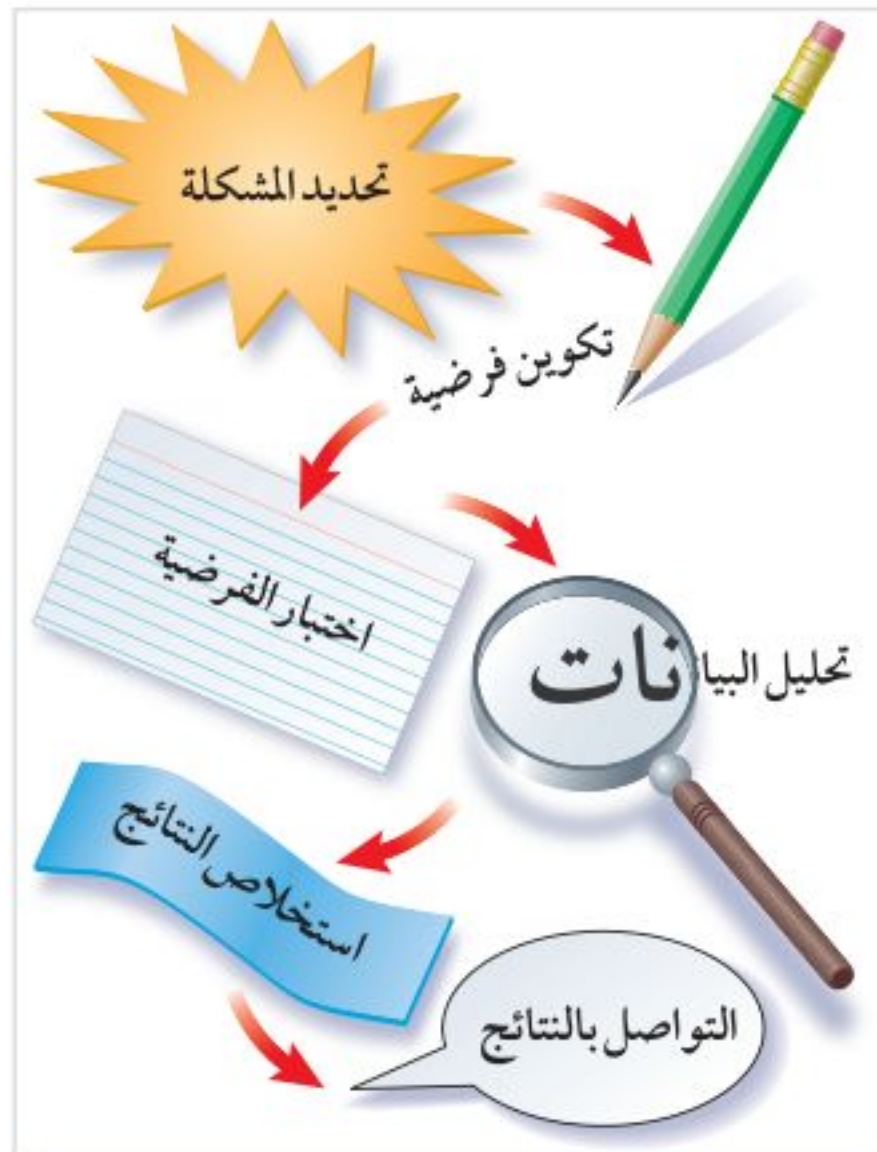 تحديد المشكلة
تكوين فرضية
اختبار الفرضية
تحليل البيانات
استخلاص النتائج
التواصل بالنتائج